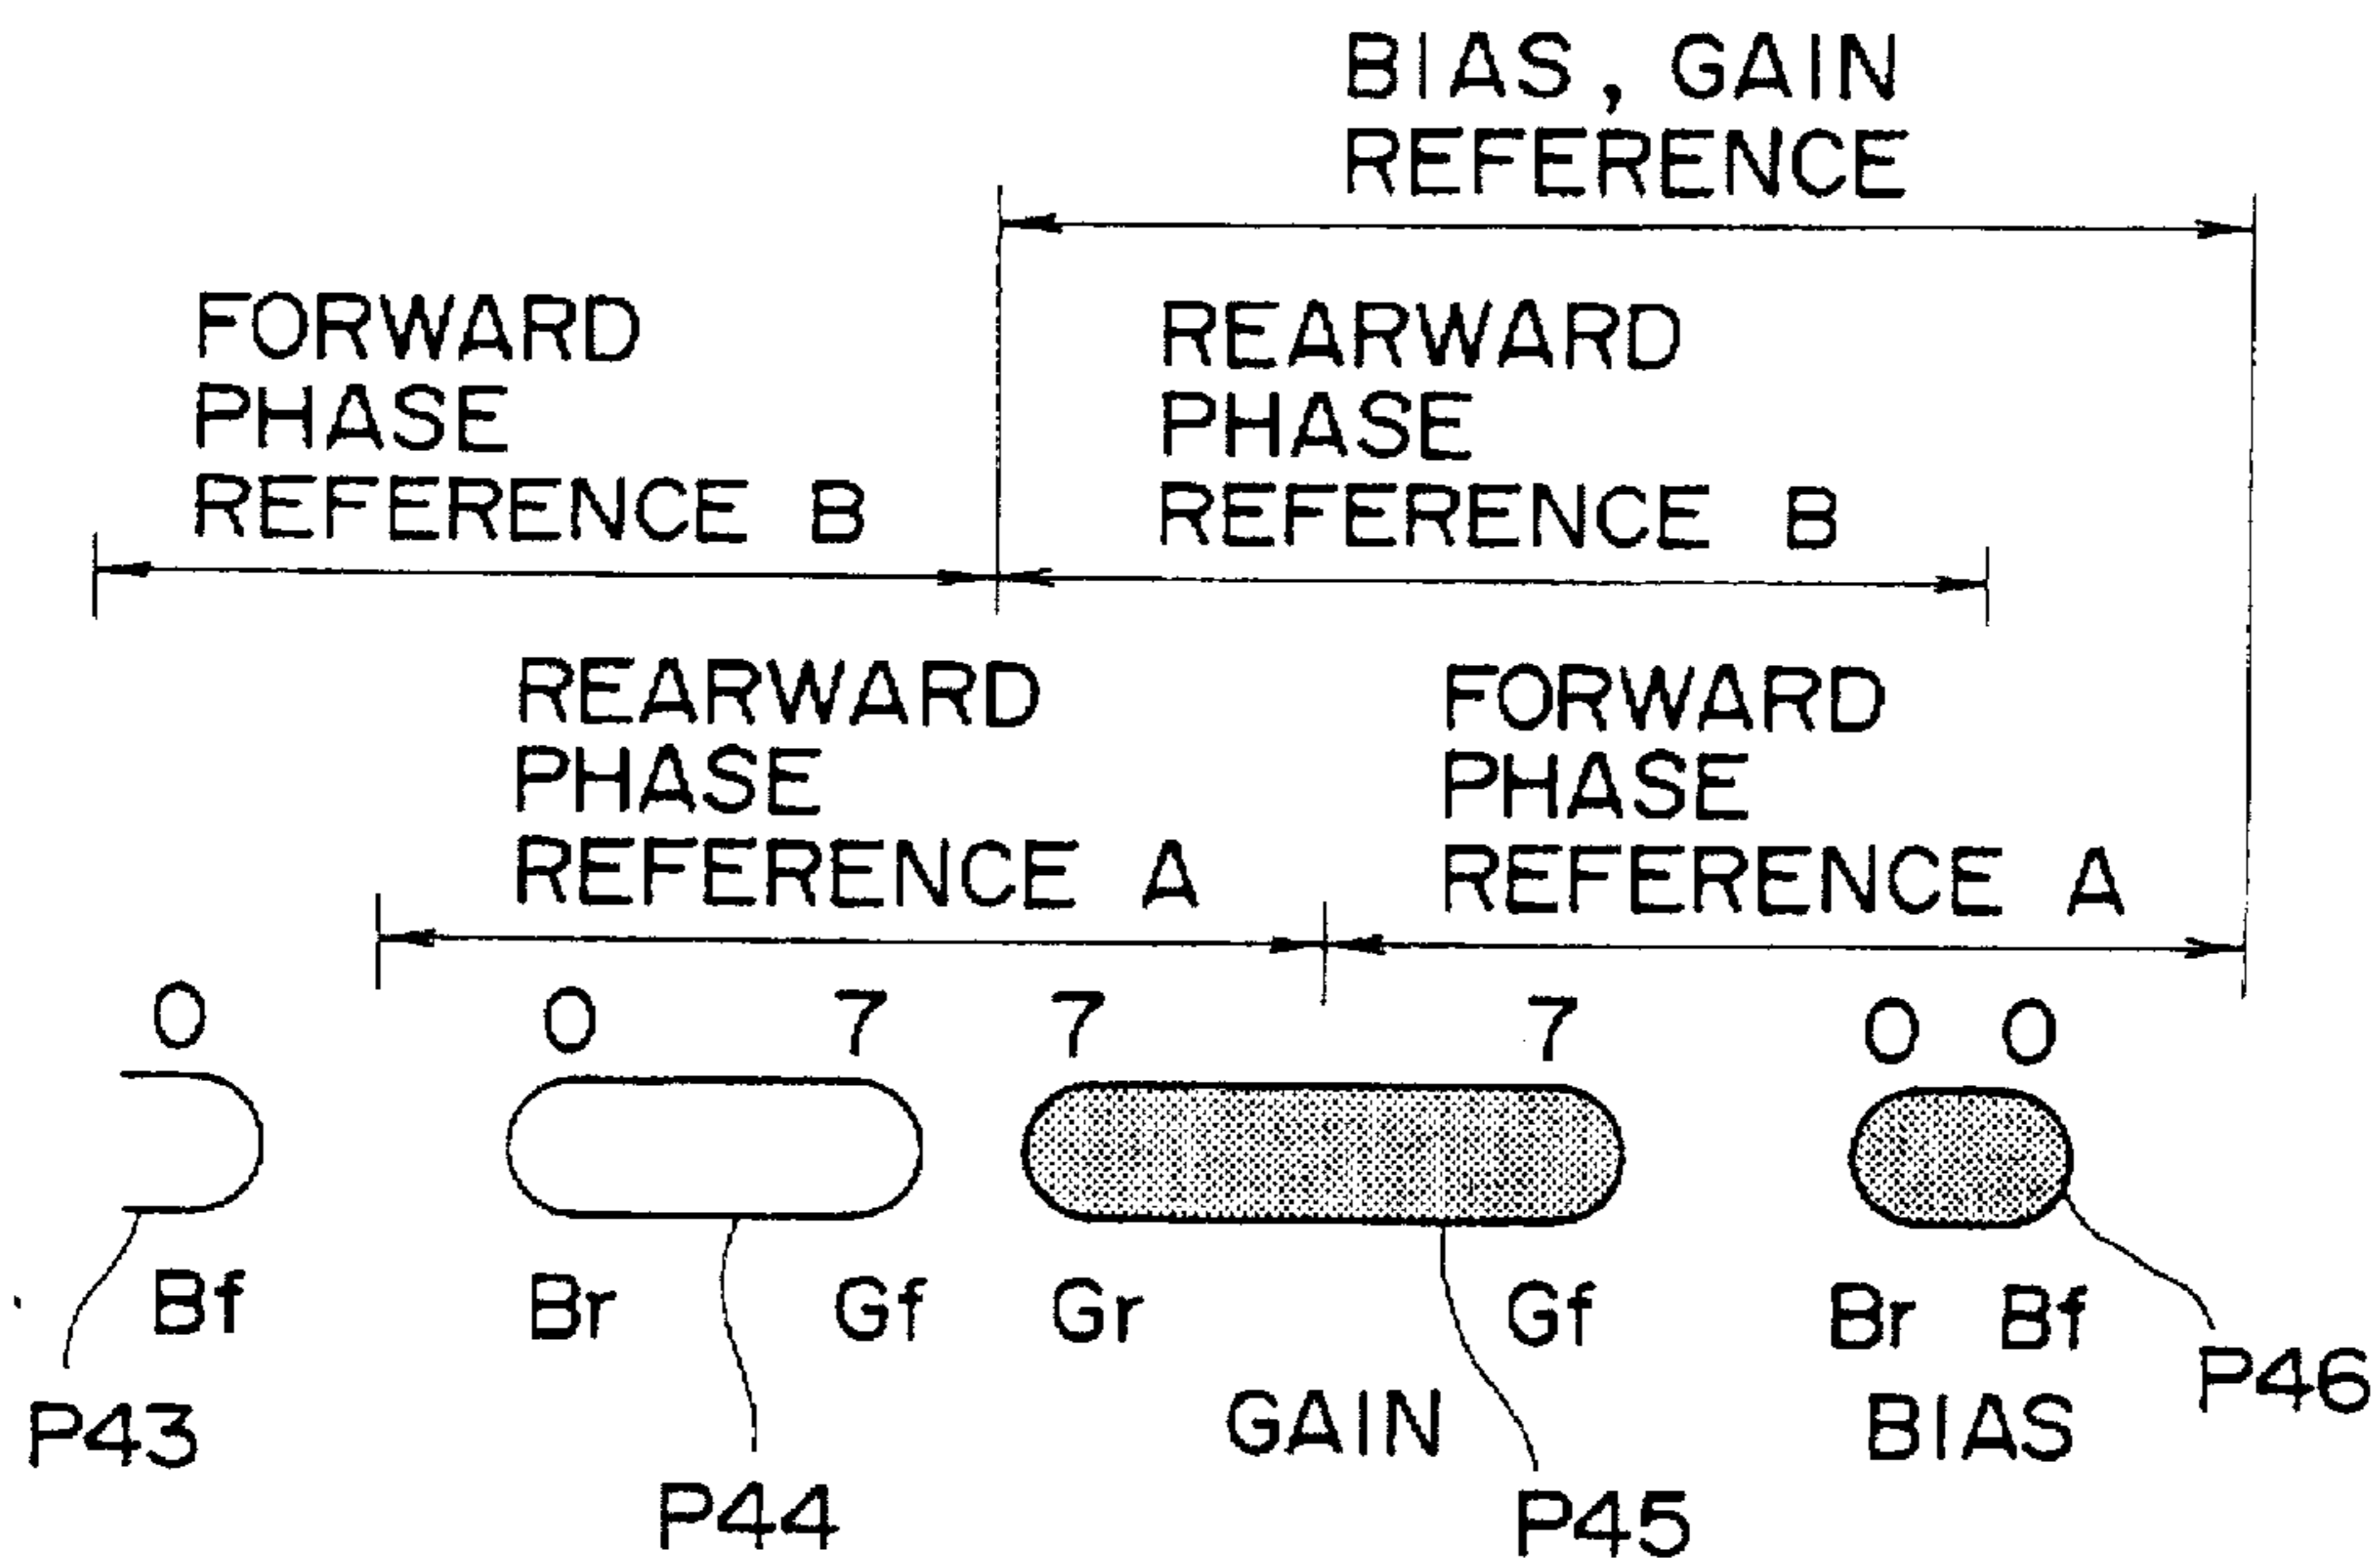 BIAS, GAIN
REFERENCE
FORWARD
PHASE
REFERENCE B
REARWARD
PHASE
REFERENCE B
REARWARD
PHASE
REFERENCE A
FORWARD
PHASE
REFERENCE A
0 0 7 7 7 0 0
Bf Br Gf Gr Gf Br Bf
P43 GAIN BIAS P46
P44 P45